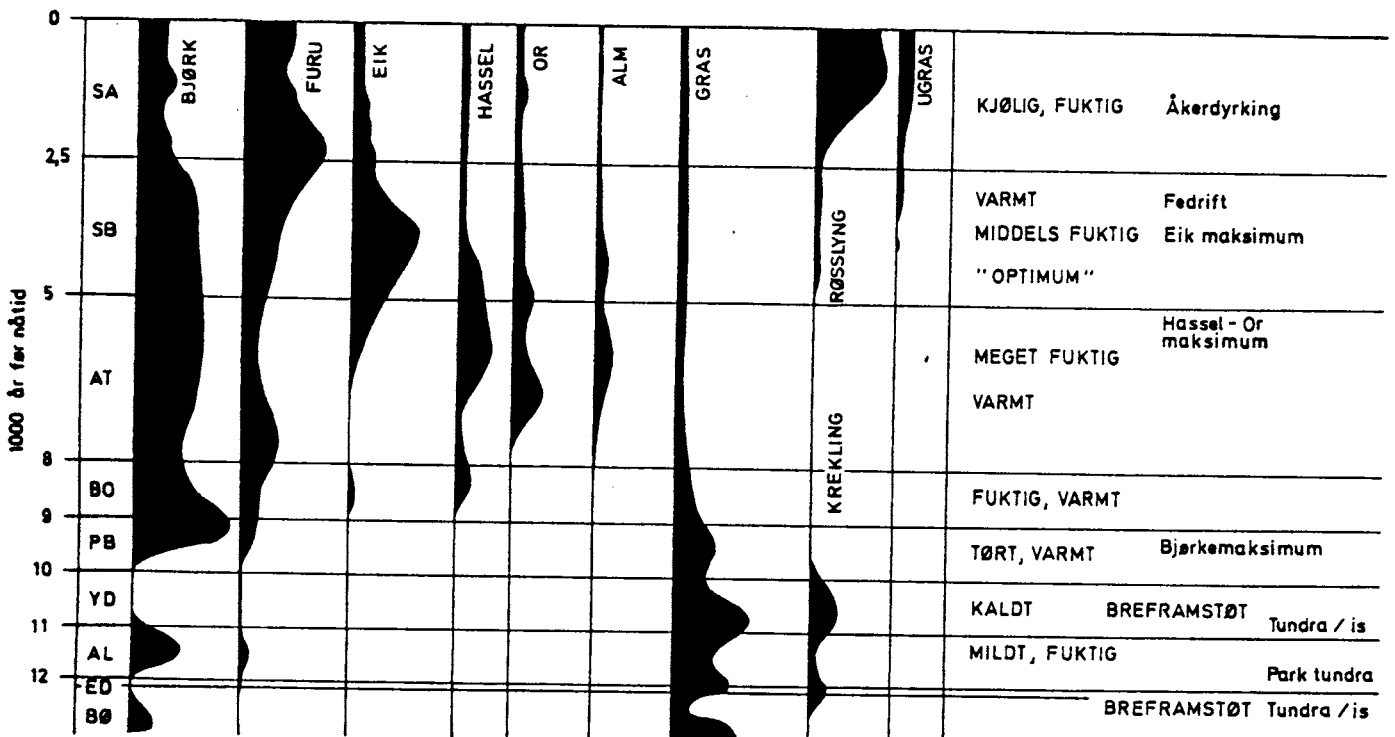 1000 år før nåtid
0
2,5
5
8
9
10
11
12
SA
SB
AT
BO
PB
YD
AL
ED
BØ
BJØRK
FURU
EIK
HASSEL
OR
ALM
GRAS
RØSSLYNG
KREKLING
UGRAS
KJØLIG, FUKTIG Åkerdyrking
VARMT Fedrift
MIDDELS FUKTIG Eik maksimum
"OPTIMUM"
Hassel - Or
maksimum
MEGET FUKTIG
VARMT
FUKTIG, VARMT
TØRT, VARMT Bjørkemaksimum
KALDT BREFRAMSTØT
Tundra / is
MILDT, FUKTIG
Park tundra
BREFRAMSTØT Tundra / is